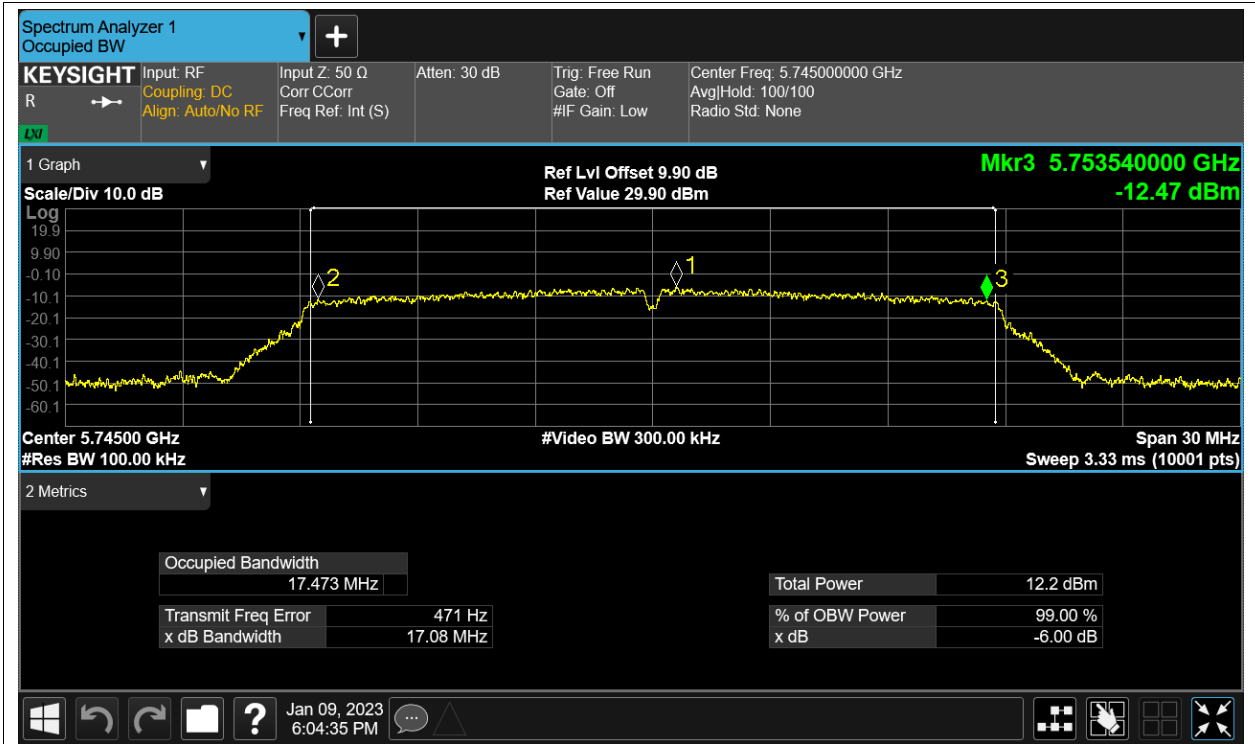 Spectrum Analyzer 1
Occupied BW
KEYSIGHT
R
LXI
Input: RF
Coupling: DC
Align: Auto/No RF
Input Z: 50 Ω
Corr CCorr
Freq Ref: Int (S)
Atten: 30 dB
Trig: Free Run
Gate: Off
#IF Gain: Low
Center Freq: 5.745000000 GHz
Avg|Hold: 100/100
Radio Std: None
1 Graph
Scale/Div 10.0 dB
Ref Lvl Offset 9.90 dB
Ref Value 29.90 dBm
Mkr3 5.753540000 GHz
-12.47 dBm
Log
19.9
9.90
-0.10
-10.1
-20.1
-30.1
-40.1
-50.1
-60.1
2
1
3
Center 5.74500 GHz
#Res BW 100.00 kHz
#Video BW 300.00 kHz
Span 30 MHz
Sweep 3.33 ms (10001 pts)
2 Metrics
Occupied Bandwidth
17.473 MHz
Transmit Freq Error 471 Hz
x dB Bandwidth 17.08 MHz
Total Power 12.2 dBm
% of OBW Power 99.00 %
x dB -6.00 dB
?
Jan 09, 2023
6:04:35 PM